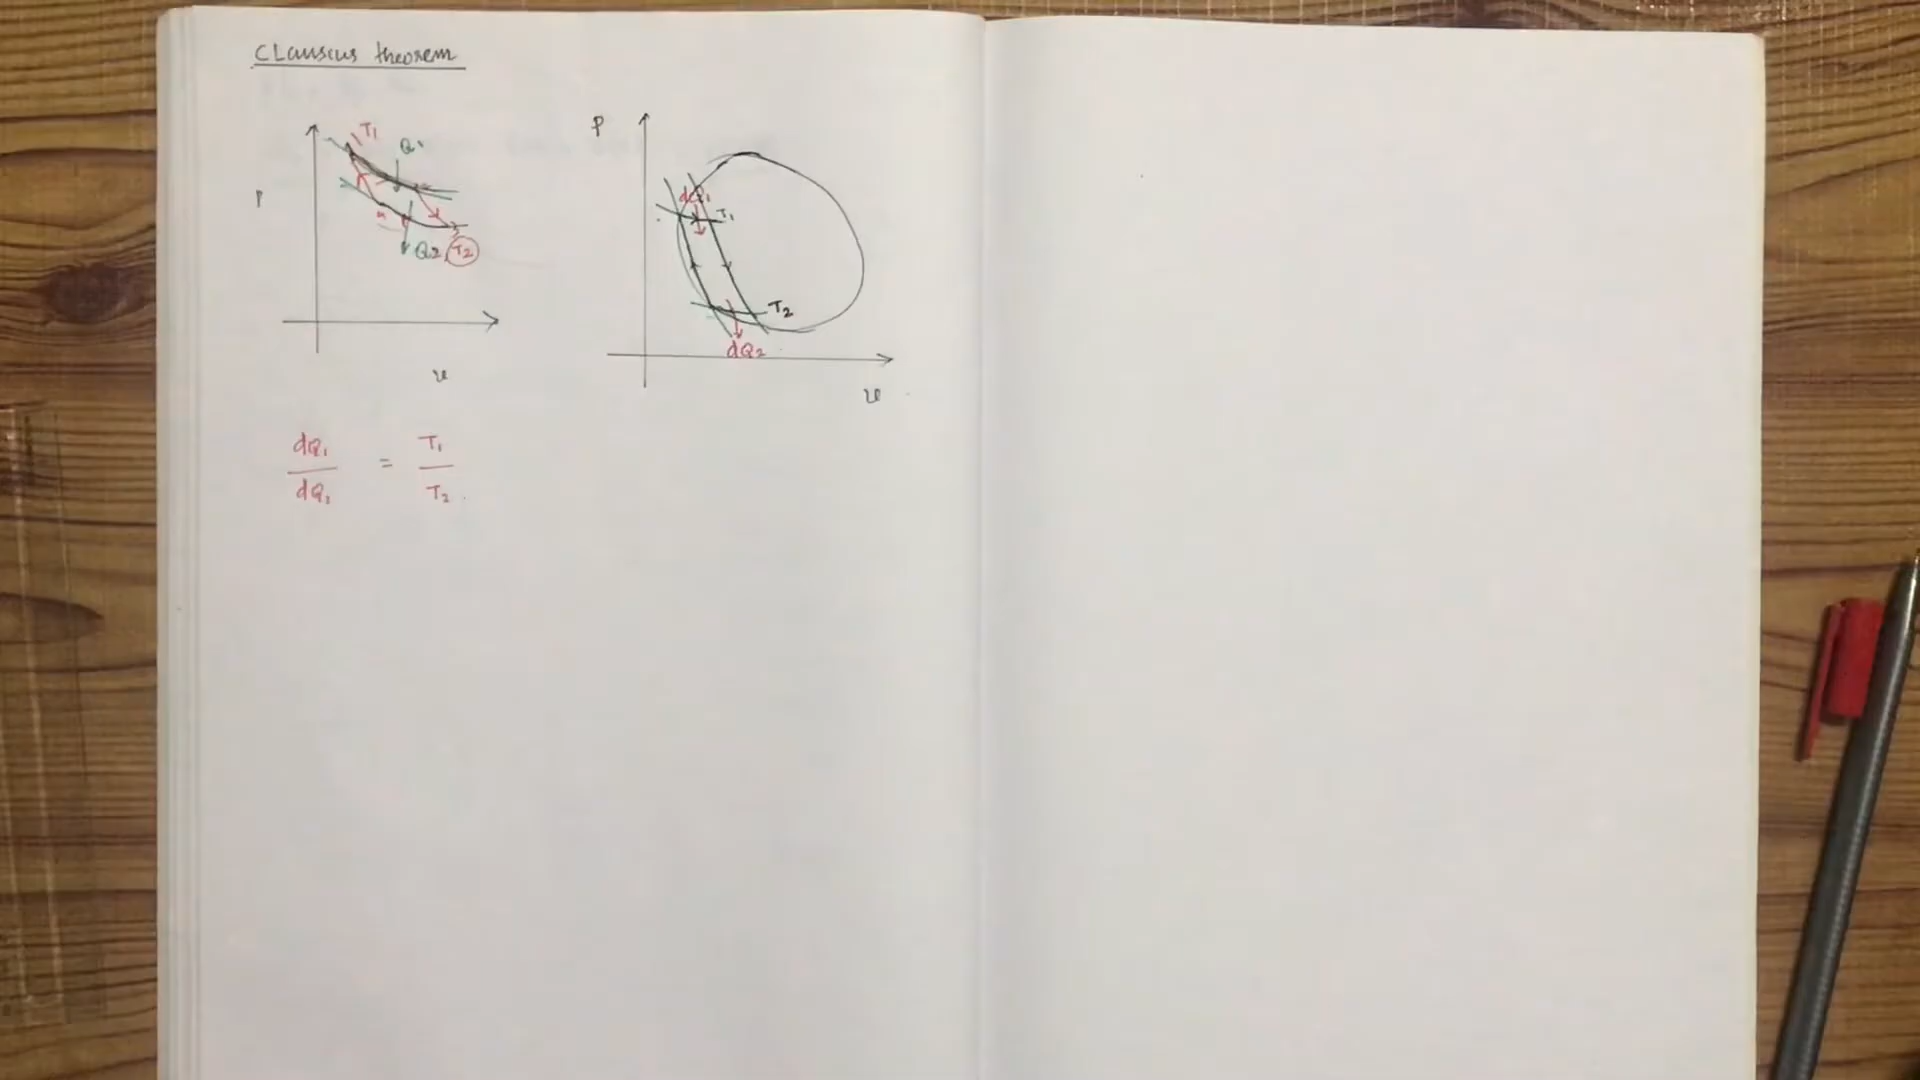 CLausius theorem
T1
Q1
P
Q2 T2
v
P
dQ1
T1
T2
dQ2
v
dQ1 = T1
dQ2 T2